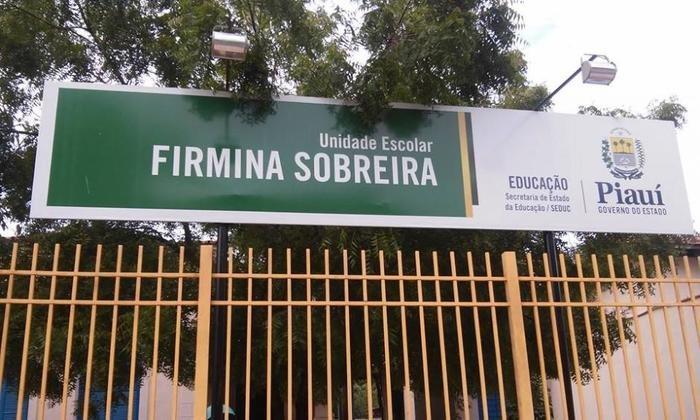 Unidade Escolar
FIRMINA SOBREIRA
EDUCAÇÃO
Secretaria de Estado
da Educação / SEDUC
Piauí
GOVERNO DO ESTADO